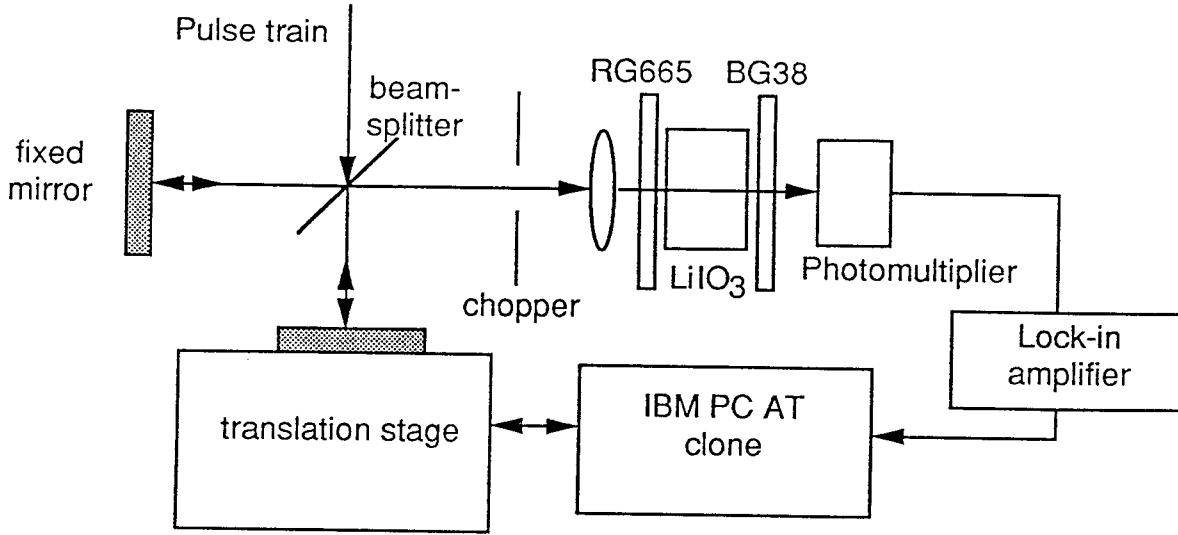 Pulse train
beam-
splitter
RG665
BG38
fixed
mirror
chopper
LiIO3
Photomultiplier
Lock-in
amplifier
translation stage
IBM PC AT
clone